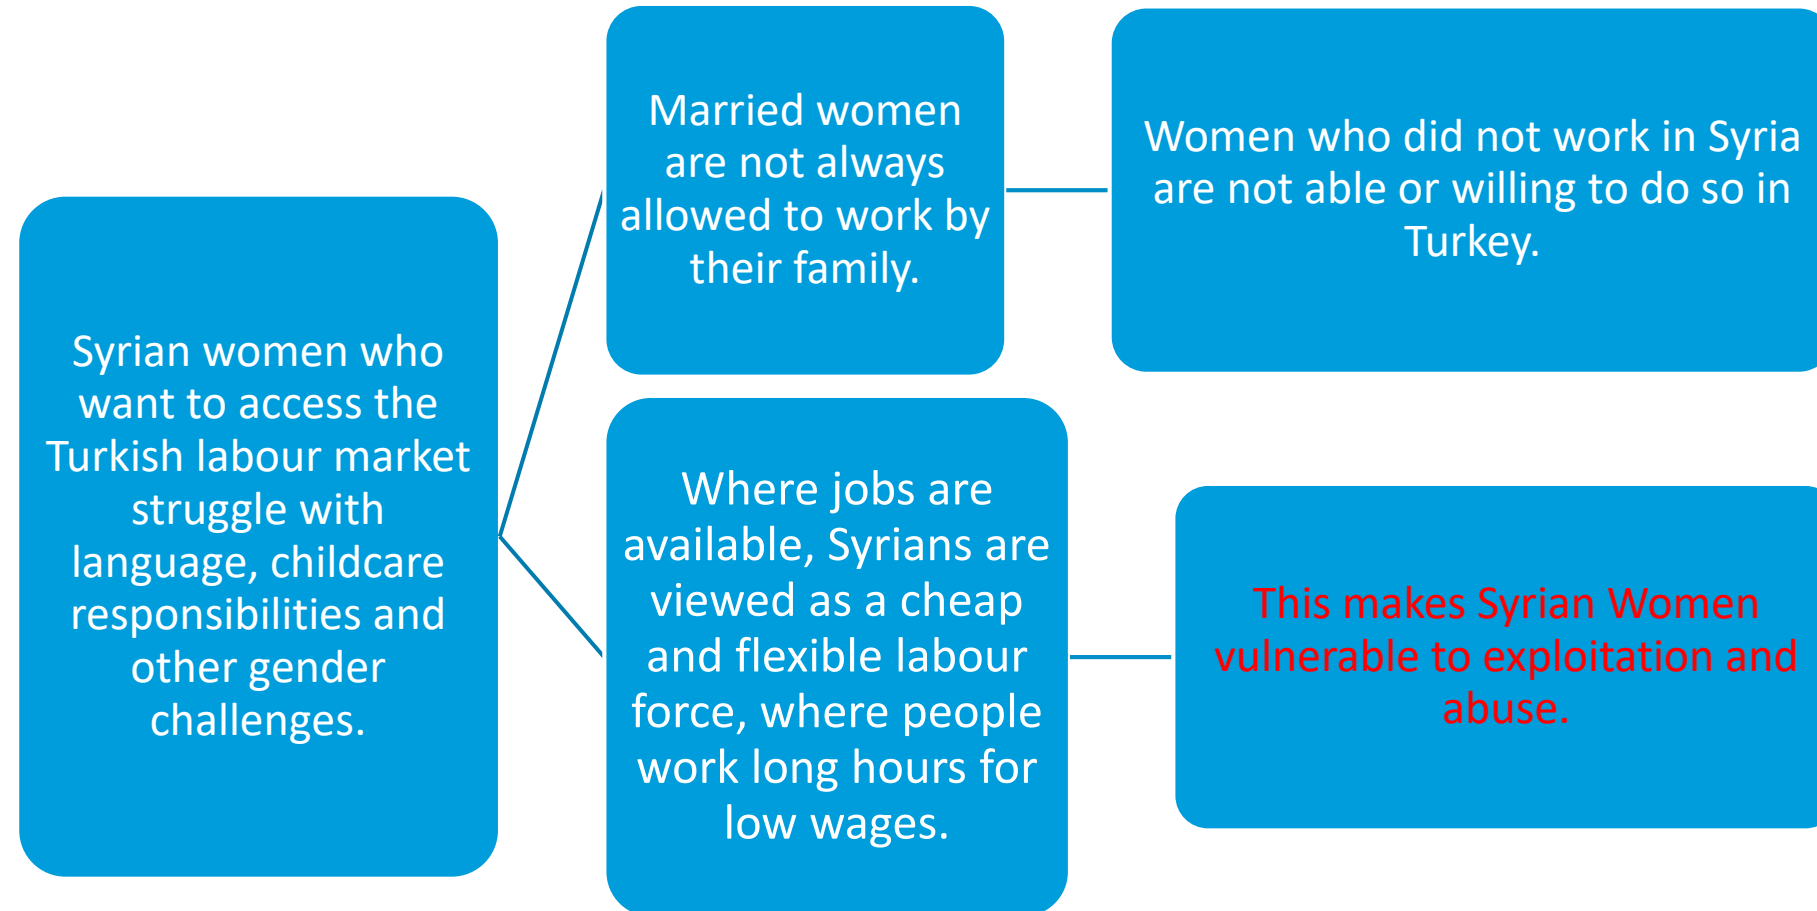 Syrian women who
want to access the
Turkish labour market
struggle with
language, childcare
responsibilities and
other gender
challenges.
Married women
are not always
allowed to work by
their family.
Women who did not work in Syria
are not able or willing to do so in
Turkey.
Where jobs are
available, Syrians are
viewed as a cheap
and flexible labour
force, where people
work long hours for
low wages.
This makes Syrian Women
vulnerable to exploitation and
abuse.